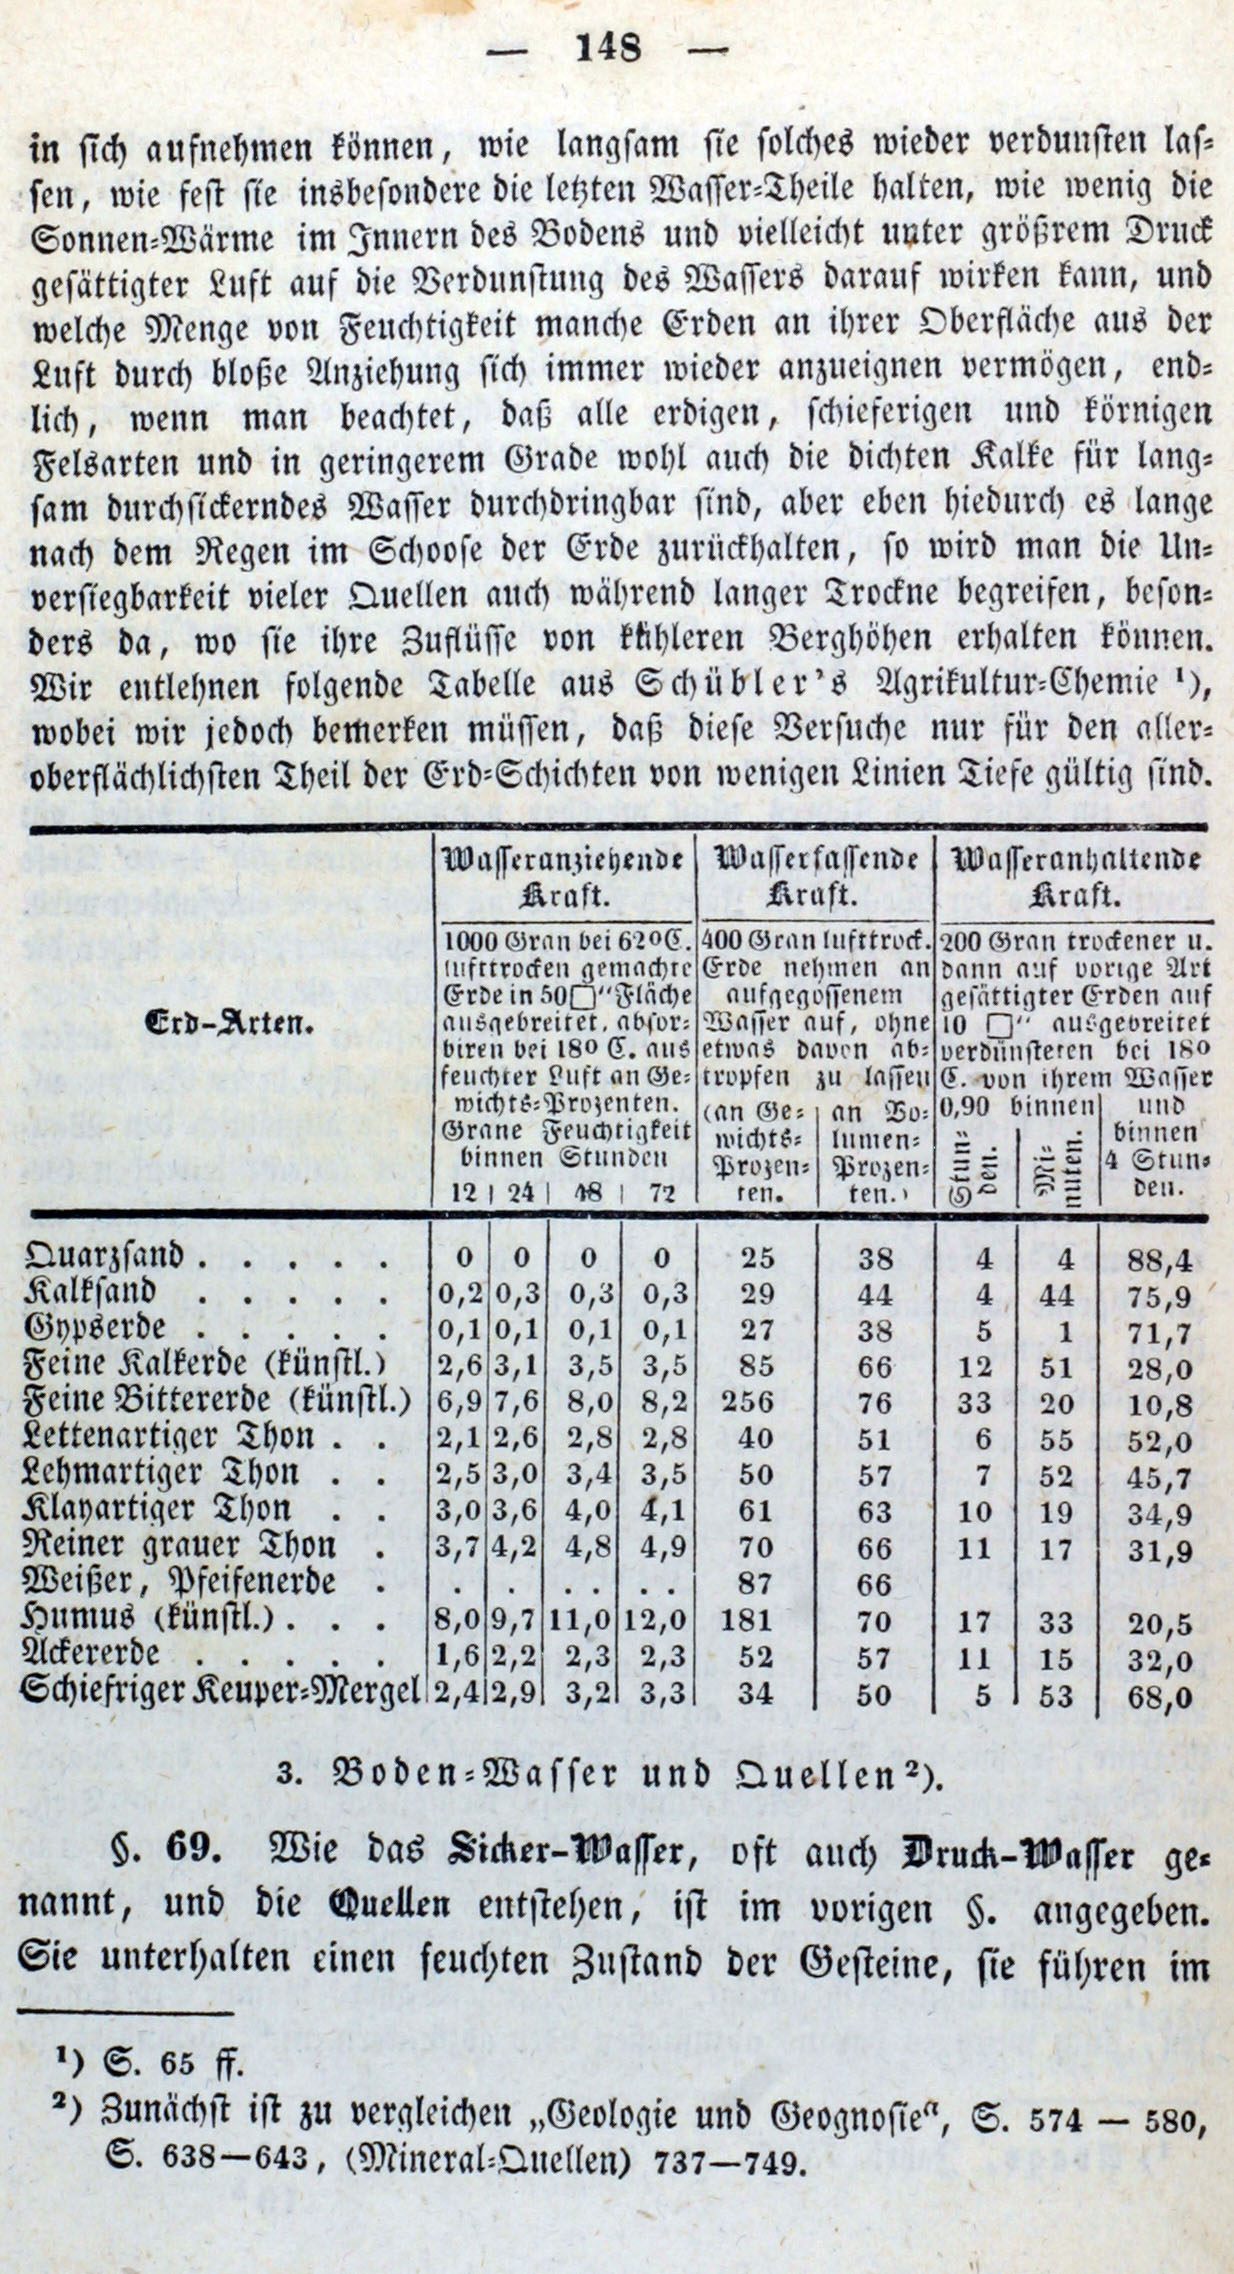 — 148 —
in sich aufnehmen können, wie langsam sie solches wieder verdunsten las-
sen, wie fest sie insbesondere die letzten Wasser-Theile halten, wie wenig die
Sonnen-Wärme im Innern des Bodens und vielleicht unter größrem Druck
gesättigter Luft auf die Verdunstung des Wassers darauf wirken kann, und
welche Menge von Feuchtigkeit manche Erden an ihrer Oberfläche aus der
Luft durch bloße Anziehung sich immer wieder anzueignen vermögen, end-
lich, wenn man beachtet, daß alle erdigen, schieferigen und körnigen
Felsarten und in geringerem Grade wohl auch die dichten Kalke für lang-
sam durchsickerndes Wasser durchdringbar sind, aber eben hiedurch es lange
nach dem Regen im Schoose der Erde zurückhalten, so wird man die Un-
versiegbarkeit vieler Quellen auch während langer Trockne begreifen, beson-
ders da, wo sie ihre Zuflüsse von kühleren Berghöhen erhalten können.
Wir entlehnen folgende Tabelle aus Schübler's Agrikultur-Chemie ¹),
wobei wir jedoch bemerken müssen, daß diese Versuche nur für den aller-
oberflächlichsten Theil der Erd-Schichten von wenigen Linien Tiefe gültig sind.
Erd-Arten.
Wasseranziehende
Kraft.
1000 Gran bei 62° C.
lufttrocken gemachte
Erde in 50□″ Fläche
ausgebreitet, absor-
biren bei 18° C. aus
feuchter Luft an Ge-
wichts-Prozenten.
Grane Feuchtigkeit
binnen Stunden
12 | 24 | 48 | 72
Wasserfassende
Kraft.
400 Gran lufttrock.
Erde nehmen an
aufgegossenem
Wasser auf, ohne
etwas davon ab-
tropfen zu lassen
(an Ge-
wichts-
Prozen-
ten.
an Vo-
lumen-
Prozen-
ten.)
Wasseranhaltende
Kraft.
200 Gran trockener u.
dann auf vorige Art
gesättigter Erden auf
10 □″ ausgebreitet
verdünsteten bei 18°
C. von ihrem Wasser
0,90 binnen
Stun-
den.
Mi-
nuten.
und
binnen
4 Stun-
den.
Quarzsand . . . . . 0 0 0 0 25 38 4 4 88,4
Kalksand . . . . . 0,2 0,3 0,3 0,3 29 44 4 44 75,9
Gypserde . . . . . 0,1 0,1 0,1 0,1 27 38 5 1 71,7
Feine Kalkerde (künstl.) 2,6 3,1 3,5 3,5 85 66 12 51 28,0
Feine Bittererde (künstl.) 6,9 7,6 8,0 8,2 256 76 33 20 10,8
Lettenartiger Thon . . 2,1 2,6 2,8 2,8 40 51 6 55 52,0
Lehmartiger Thon . . 2,5 3,0 3,4 3,5 50 57 7 52 45,7
Klayartiger Thon . . 3,0 3,6 4,0 4,1 61 63 10 19 34,9
Reiner grauer Thon . 3,7 4,2 4,8 4,9 70 66 11 17 31,9
Weißer, Pfeifenerde . . . . . . . 87 66
Humus (künstl.) . . . 8,0 9,7 11,0 12,0 181 70 17 33 20,5
Ackererde . . . . . 1,6 2,2 2,3 2,3 52 57 11 15 32,0
Schiefriger Keuper-Mergel 2,4 2,9 3,2 3,3 34 50 5 53 68,0
3. Boden-Wasser und Quellen ²).
§. 69. Wie das Sicker-Wasser, oft auch Druck-Wasser ge-
nannt, und die Quellen entstehen, ist im vorigen §. angegeben.
Sie unterhalten einen feuchten Zustand der Gesteine, sie führen im
¹) S. 65 ff.
²) Zunächst ist zu vergleichen „Geologie und Geognosie“, S. 574 — 580,
S. 638—643, (Mineral-Quellen) 737—749.